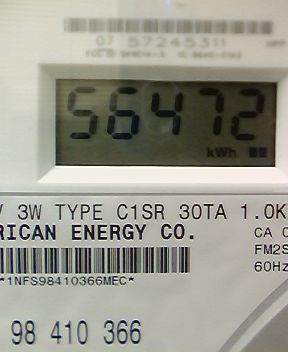 07 57245311
56472
kWh
V 3W TYPE C1SR 30TA 1.0K
RICAN ENERGY CO.
CA 0
FM2S
60Hz
*1NFS98410366MEC*
98 410 366